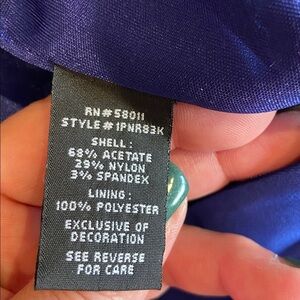 RN#58011
STYLE#1PNR83K
SHELL:
68% ACETATE
29% NYLON
3% SPANDEX
LINING:
100% POLYESTER
EXCLUSIVE OF
DECORATION
SEE REVERSE
FOR CARE